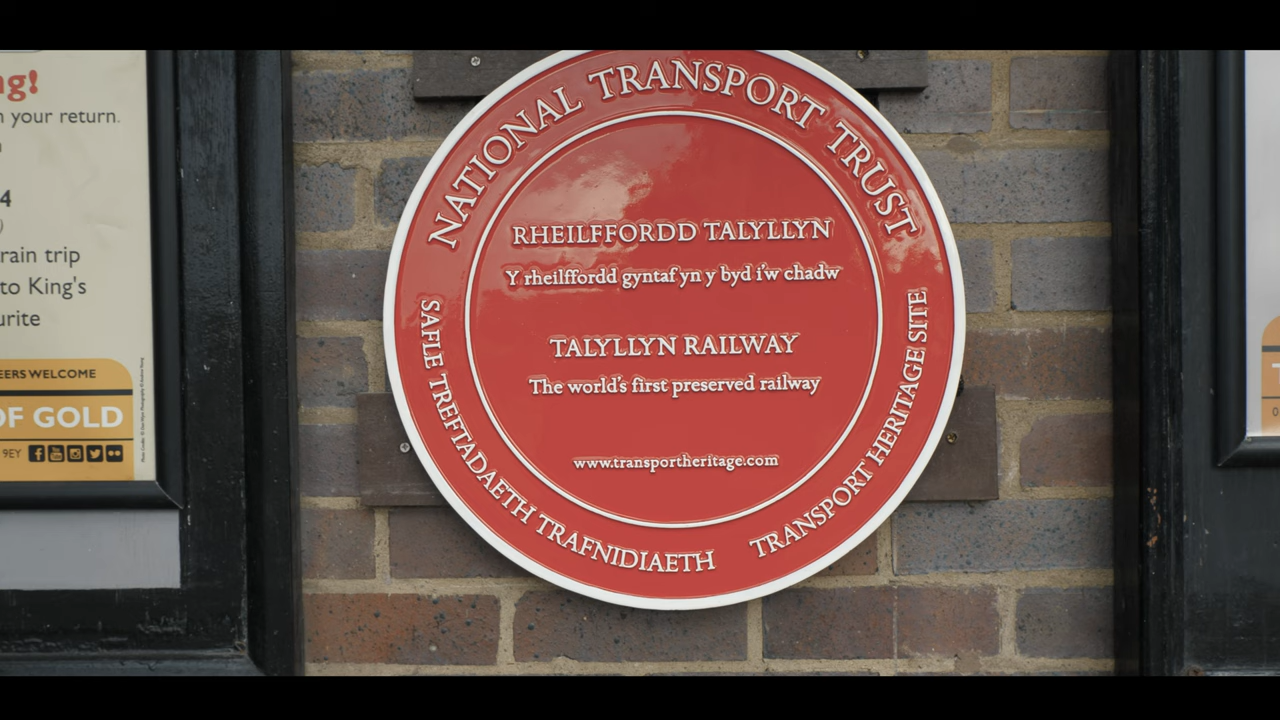 g!
your return.
4
rain trip
to King's
urite
EERS WELCOME
OF GOLD
9EY
NATIONAL TRANSPORT TRUST
RHEILFFORDD TALYLLYN
Y rheilffordd gyntaf yn y byd i'w chadw
TALYLLYN RAILWAY
The world's first preserved railway
www.transportheritage.com
SAFLE TREFTADAETH TRAFNIDIAETH
TRANSPORT HERITAGE SITE